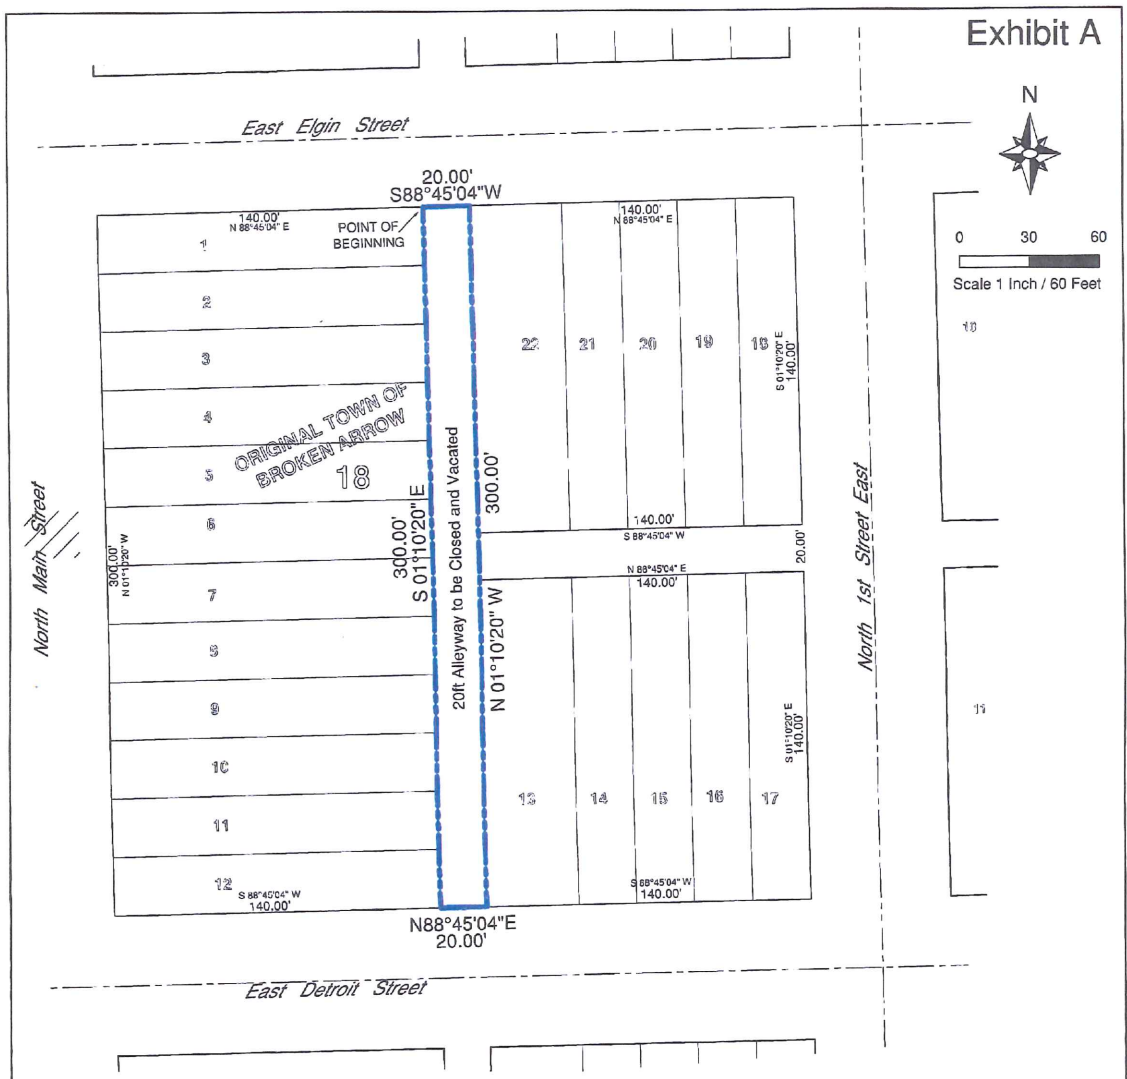 Exhibit A
N
0 30 60
Scale 1 Inch / 60 Feet
East Elgin Street
20.00'
S88°45'04"W
140.00'
N 88°45'04" E
POINT OF
BEGINNING
140.00'
N 88°45'04" E
1
2
3
4
5
6
7
8
9
10
11
12
ORIGINAL TOWN OF
BROKEN ARROW
18
22
21
20
19
18
S 01°10'20" E
140.00'
10
North Main Street
300.00'
N 01°10'20" W
300.00'
S 01°10'20" E
20ft Alleyway to be Closed and Vacated
300.00'
N 01°10'20" W
140.00'
S 88°45'04" W
20.00'
N 88°45'04" E
140.00'
North 1st Street East
S 01°10'20" E
140.00'
11
13
14
15
16
17
S 88°45'04" W
140.00'
S 88°45'04" W
140.00'
N88°45'04"E
20.00'
East Detroit Street